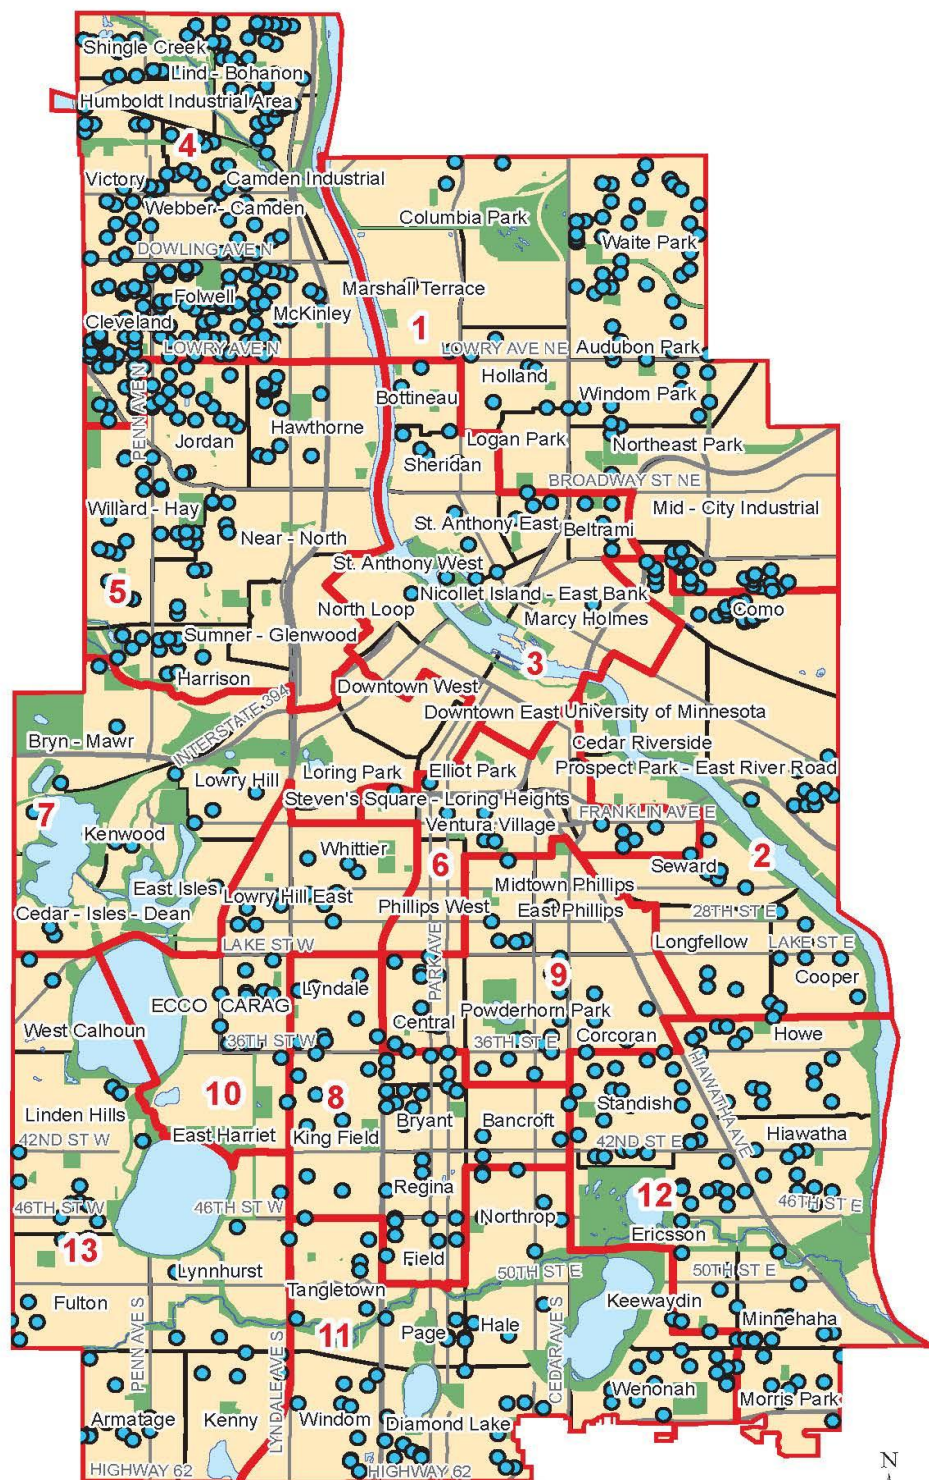 Shingle Creek
Lind - Bohanon
Humboldt Industrial Area
4
Victory
Camden Industrial
Webber - Camden
Columbia Park
Waite Park
DOWLING AVE N
Folwell
Marshall Terrace
McKinley
Cleveland
1
LOWRY AVE N
LOWRY AVE NE
Audubon Park
Holland
PENN AVE N
Bottineau
Windom Park
Jordan
Hawthorne
Logan Park
Northeast Park
Sheridan
BROADWAY ST NE
Willard - Hay
Mid - City Industrial
St. Anthony East
Beltrami
Near - North
St. Anthony West
5
Nicollet Island - East Bank
North Loop
Marcy Holmes
Como
Sumner - Glenwood
3
Harrison
Downtown West
Downtown East
University of Minnesota
INTERSTATE 394
Bryn - Mawr
Cedar Riverside
Lowry Hill
Loring Park
Elliot Park
Prospect Park - East River Road
Steven's Square - Loring Heights
7
FRANKLIN AVE E
Kenwood
Ventura Village
Whittier
6
2
Seward
East Isles
Midtown Phillips
Lowry Hill East
Phillips West
East Phillips
28TH ST E
Cedar - Isles - Dean
LAKE ST W
PARK AVE
Longfellow
LAKE ST E
9
Cooper
ECCO
CARAG
Lyndale
Powderhorn Park
West Calhoun
Central
36TH ST W
36TH ST E
Corcoran
Howe
HIAWATHA AVE
10
8
Linden Hills
Standish
Bryant
Bancroft
East Harriet
King Field
42ND ST W
42ND ST E
Hiawatha
Regina
12
46TH ST W
46TH ST W
46TH ST E
Northrop
Ericsson
13
Field
Lynnhurst
50TH ST E
50TH ST E
Tangletown
Fulton
Keewaydin
PENN AVE S
11
Page
Hale
CEDAR AVE S
Minnehaha
LYNDALE AVE S
Wenonah
Morris Park
Armatage
Kenny
Windom
Diamond Lake
HIGHWAY 62
HIGHWAY 62
N